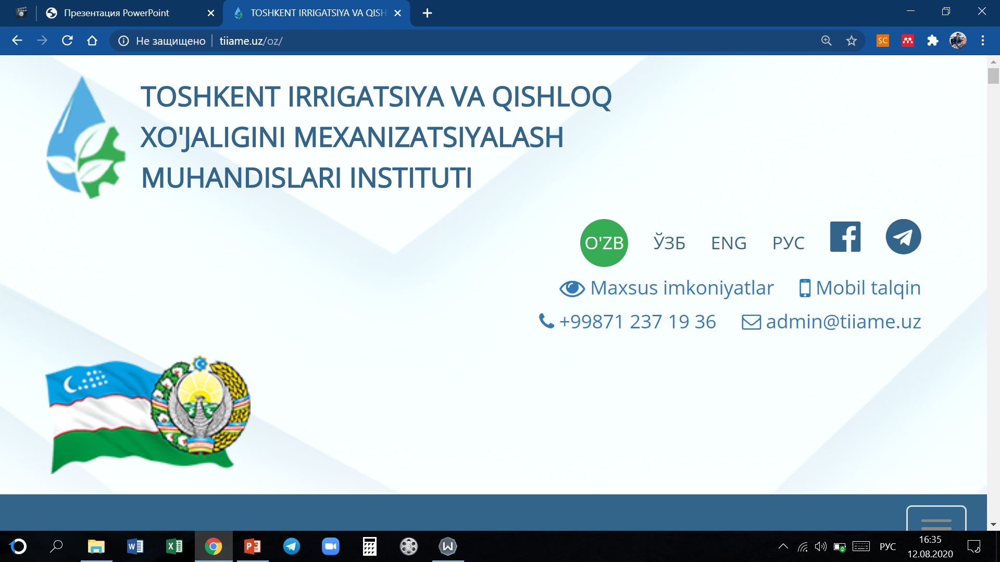 Презентация PowerPoint
TOSHKENT IRRIGATSIYA VA QISH
Не защищено
tiiame.uz/oz/
SC
TOSHKENT IRRIGATSIYA VA QISHLOQ
XO'JALIGINI MEXANIZATSIYALASH
MUHANDISLARI INSTITUTI
O'ZB ЎЗБ ENG РУС
Maxsus imkoniyatlar Mobil talqin
+99871 237 19 36 admin@tiiame.uz
РУС
16:35
12.08.2020